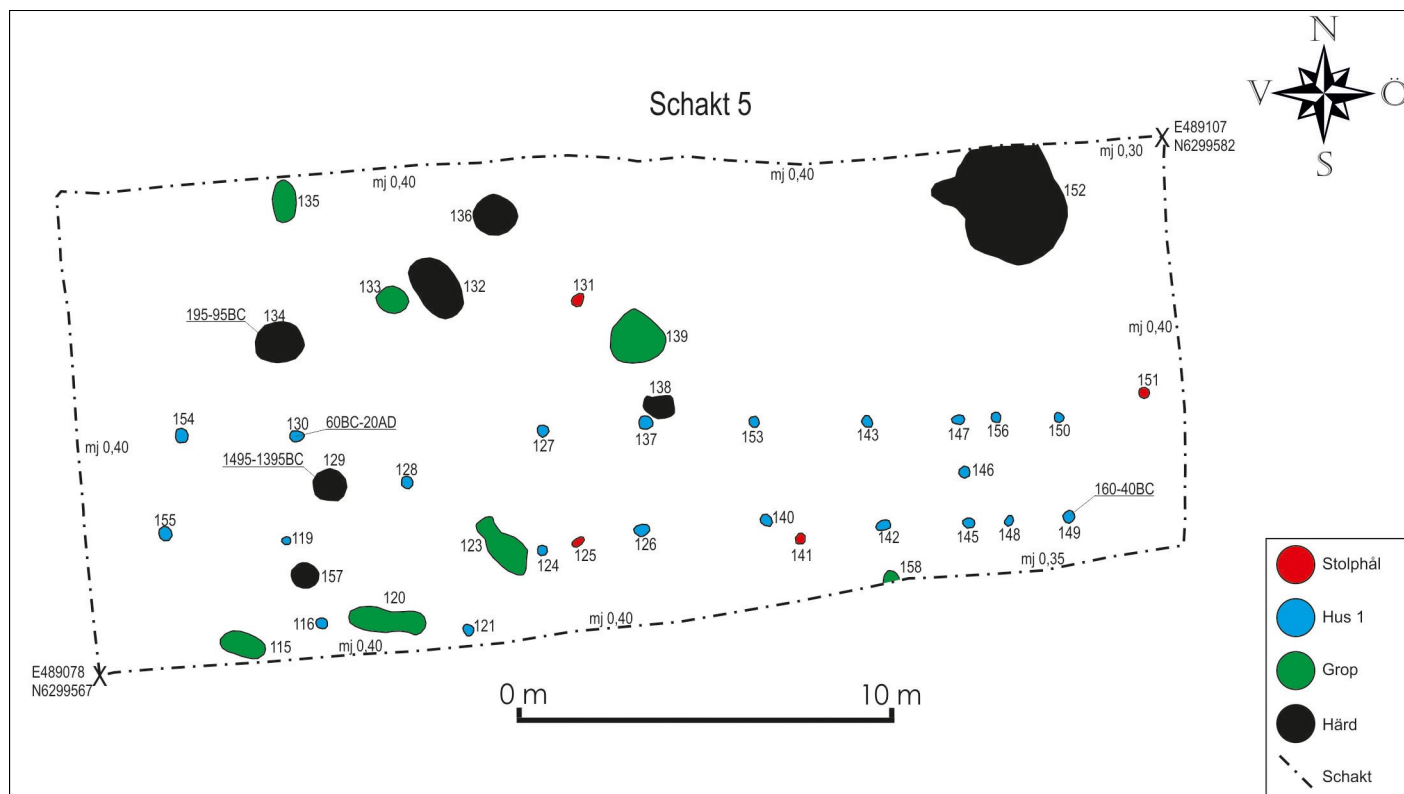 N
Schakt 5
V
Ö
S
E489107
N6299582
mj 0,30
mj 0,40
mj 0,40
152
135
136
133
132
131
195-95BC
134
139
mj 0,40
138
151
154
130
60BC-20AD
127
137
153
143
147
156
150
mj 0,40
1495-1395BC
129
128
146
160-40BC
155
119
123
124
125
126
140
141
142
145
148
149
157
158
mj 0,35
116
120
121
mj 0,40
115
mj 0,40
E489078
N6299567
0 m
10 m
Stolphål
Hus 1
Grop
Härd
Schakt